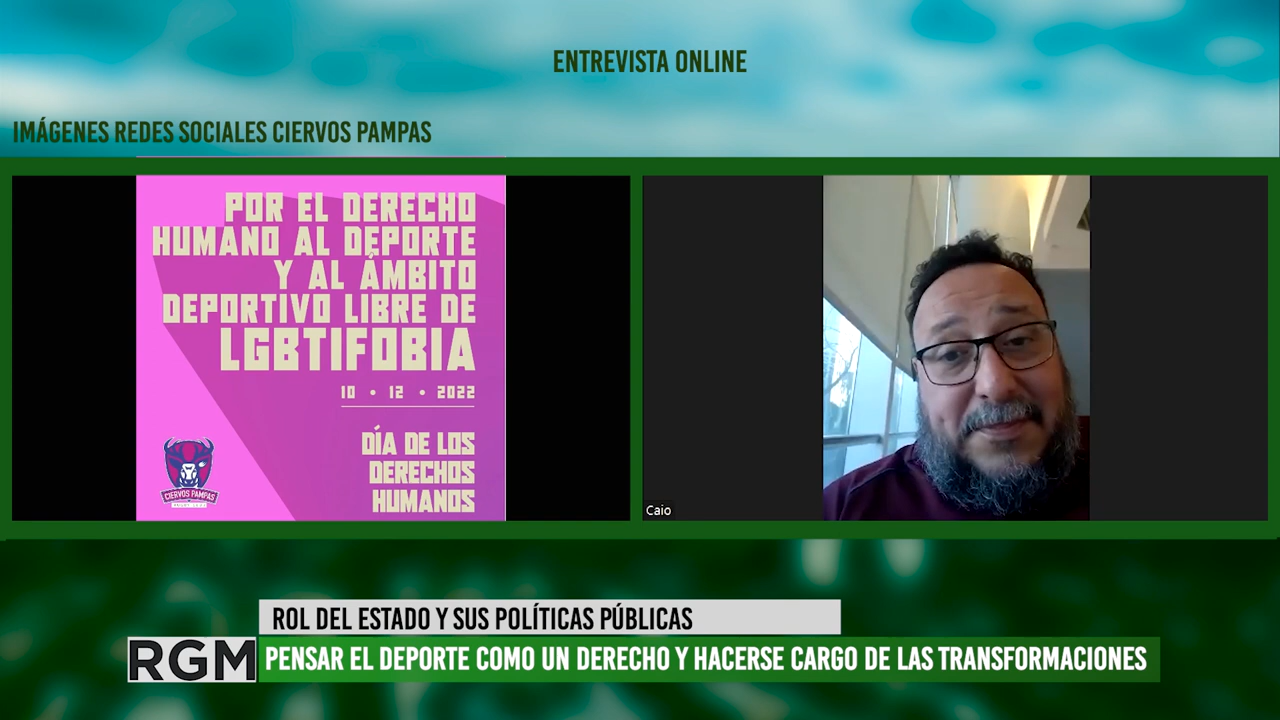 ENTREVISTA ONLINE
IMÁGENES REDES SOCIALES CIERVOS PAMPAS
POR EL DERECHO
HUMANO AL DEPORTE
Y AL ÁMBITO
DEPORTIVO LIBRE DE
LGBTIFOBIA
10 • 12 • 2022
DÍA DE LOS
DERECHOS
HUMANOS
CIERVOS PAMPAS
Caio
ROL DEL ESTADO Y SUS POLÍTICAS PÚBLICAS
RGM
PENSAR EL DEPORTE COMO UN DERECHO Y HACERSE CARGO DE LAS TRANSFORMACIONES